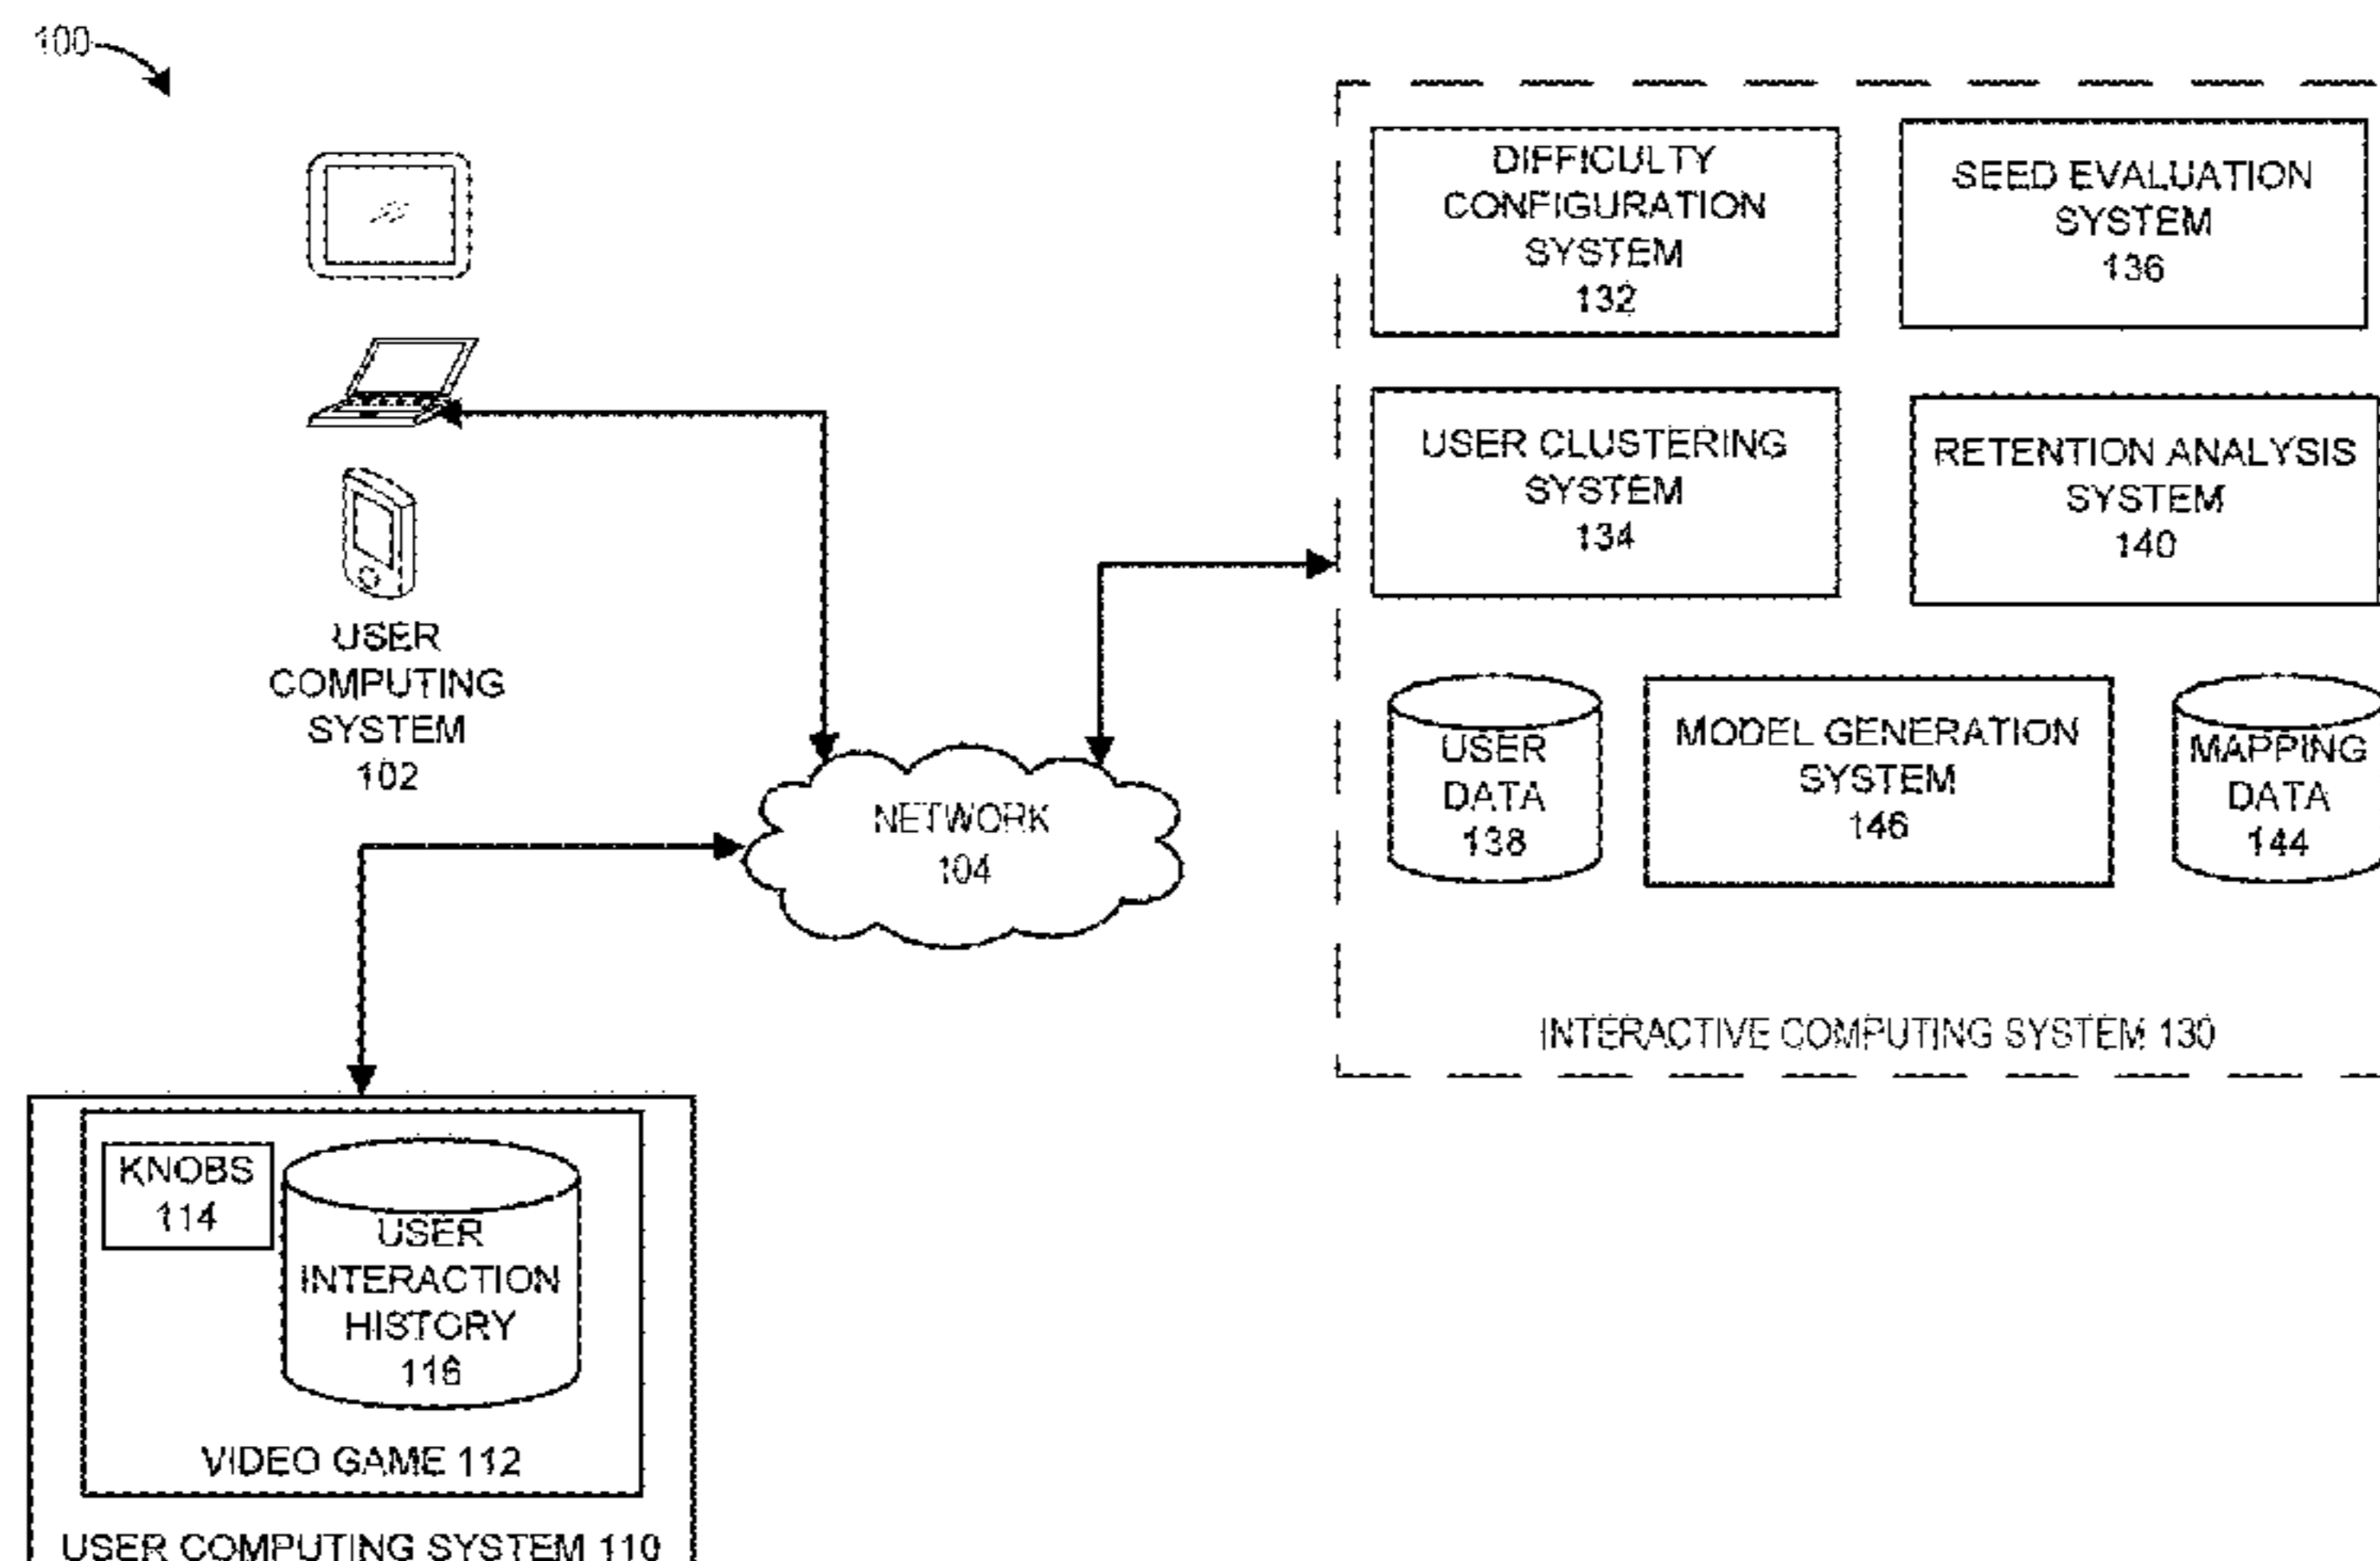 100
DIFFICULTY
CONFIGURATION
SYSTEM
132
SEED EVALUATION
SYSTEM
136
USER CLUSTERING
SYSTEM
134
RETENTION ANALYSIS
SYSTEM
140
USER
COMPUTING
SYSTEM
102
USER
DATA
138
MODEL GENERATION
SYSTEM
146
MAPPING
DATA
144
NETWORK
104
INTERACTIVE COMPUTING SYSTEM 130
KNOBS
114
USER
INTERACTION
HISTORY
116
VIDEO GAME 112
USER COMPUTING SYSTEM 110